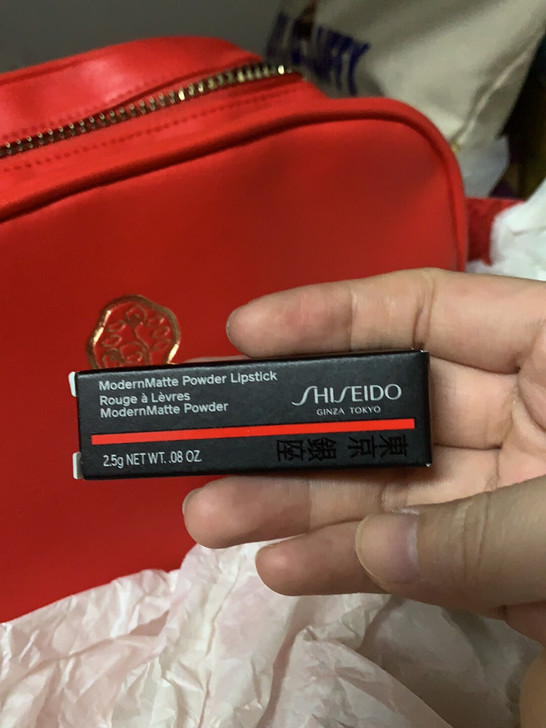 ModernMatte Powder Lipstick
Rouge à Lèvres
ModernMatte Powder
SHISEIDO
GINZA TOKYO
2.5g NET WT. .08 OZ.
東京銀座